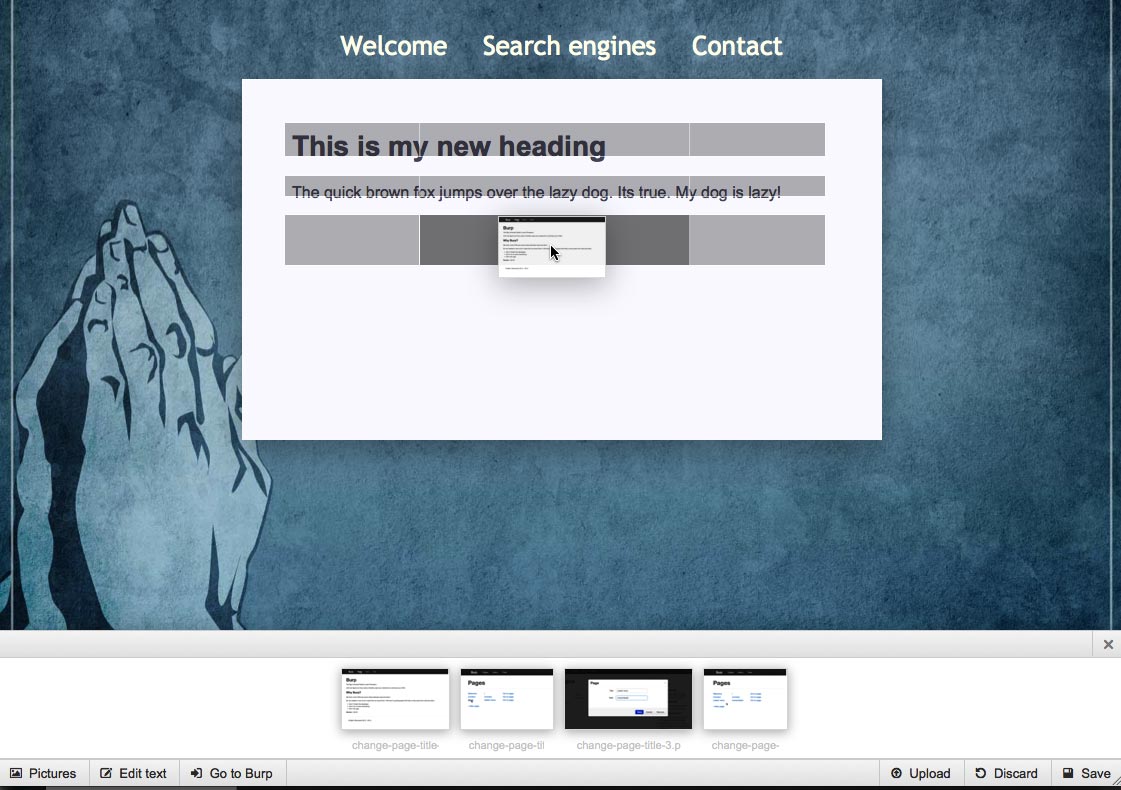 Welcome Search engines Contact
This is my new heading
The quick brown fox jumps over the lazy dog. Its true. My dog is lazy!
Burp
Why Burp?
Burp
Pages
Page
Pages
change-page-title- change-page-til change-page-title-3.p change-page-
Pictures Edit text Go to Burp Upload Discard Save